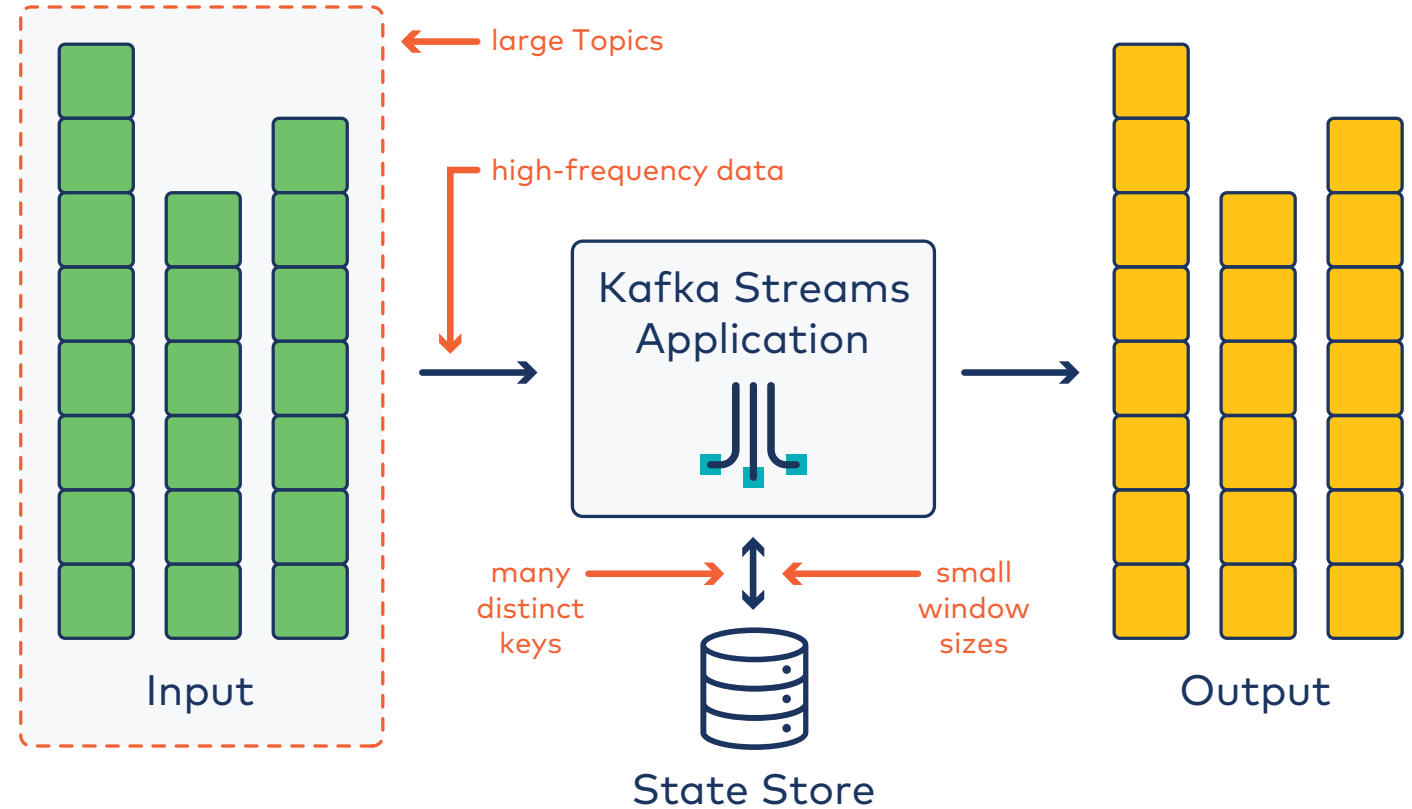 large Topics
high-frequency data
Kafka Streams
Application
many
distinct
keys
small
window
sizes
Input
Output
State Store